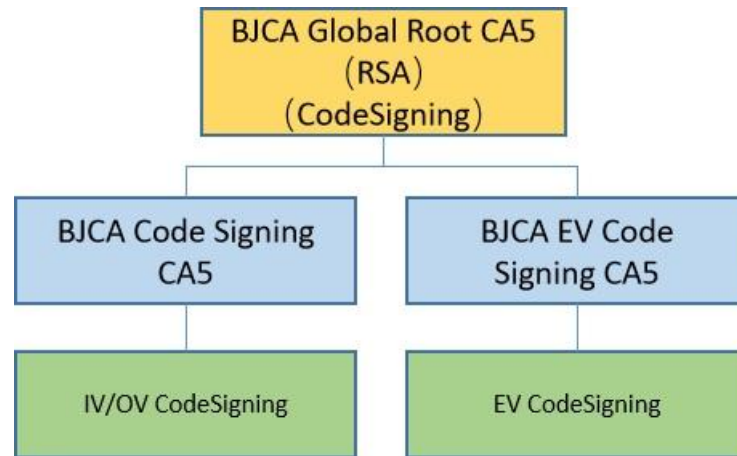 BJCA Global Root CA5
（RSA）
（CodeSigning）
BJCA Code Signing
CA5
BJCA EV Code
Signing CA5
IV/OV CodeSigning
EV CodeSigning